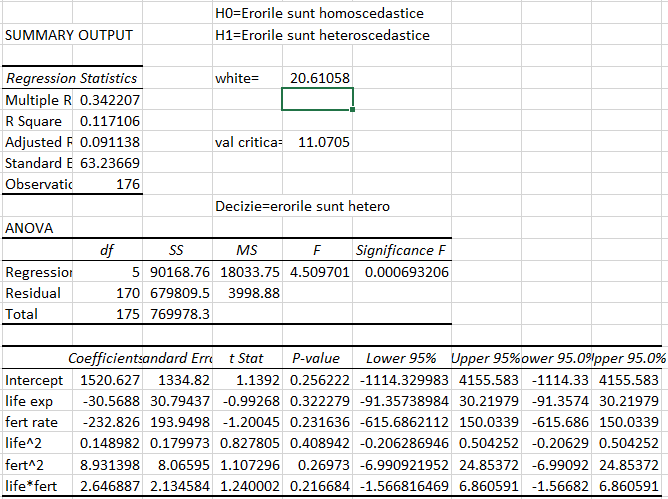 H0=Erorile sunt homoscedastice
SUMMARY OUTPUT H1=Erorile sunt heteroscedastice
Regression Statistics white= 20.61058
Multiple R 0.342207
R Square 0.117106
Adjusted R 0.091138 val critica= 11.0705
Standard E 63.23669
Observatio 176
Decizie=erorile sunt hetero
ANOVA
df SS MS F Significance F
Regression 5 90168.76 18033.75 4.509701 0.000693206
Residual 170 679809.5 3998.88
Total 175 769978.3
Coefficients andard Erro t Stat P-value Lower 95% Upper 95% ower 95.0% pper 95.0%
Intercept 1520.627 1334.82 1.1392 0.256222 -1114.329983 4155.583 -1114.33 4155.583
life exp -30.5688 30.79437 -0.99268 0.322279 -91.35738984 30.21979 -91.3574 30.21979
fert rate -232.826 193.9498 -1.20045 0.231636 -615.6862112 150.0339 -615.686 150.0339
life^2 0.148982 0.179973 0.827805 0.408942 -0.206286946 0.504252 -0.20629 0.504252
fert^2 8.931398 8.06595 1.107296 0.26973 -6.990921952 24.85372 -6.99092 24.85372
life*fert 2.646887 2.134584 1.240002 0.216684 -1.566816469 6.860591 -1.56682 6.860591